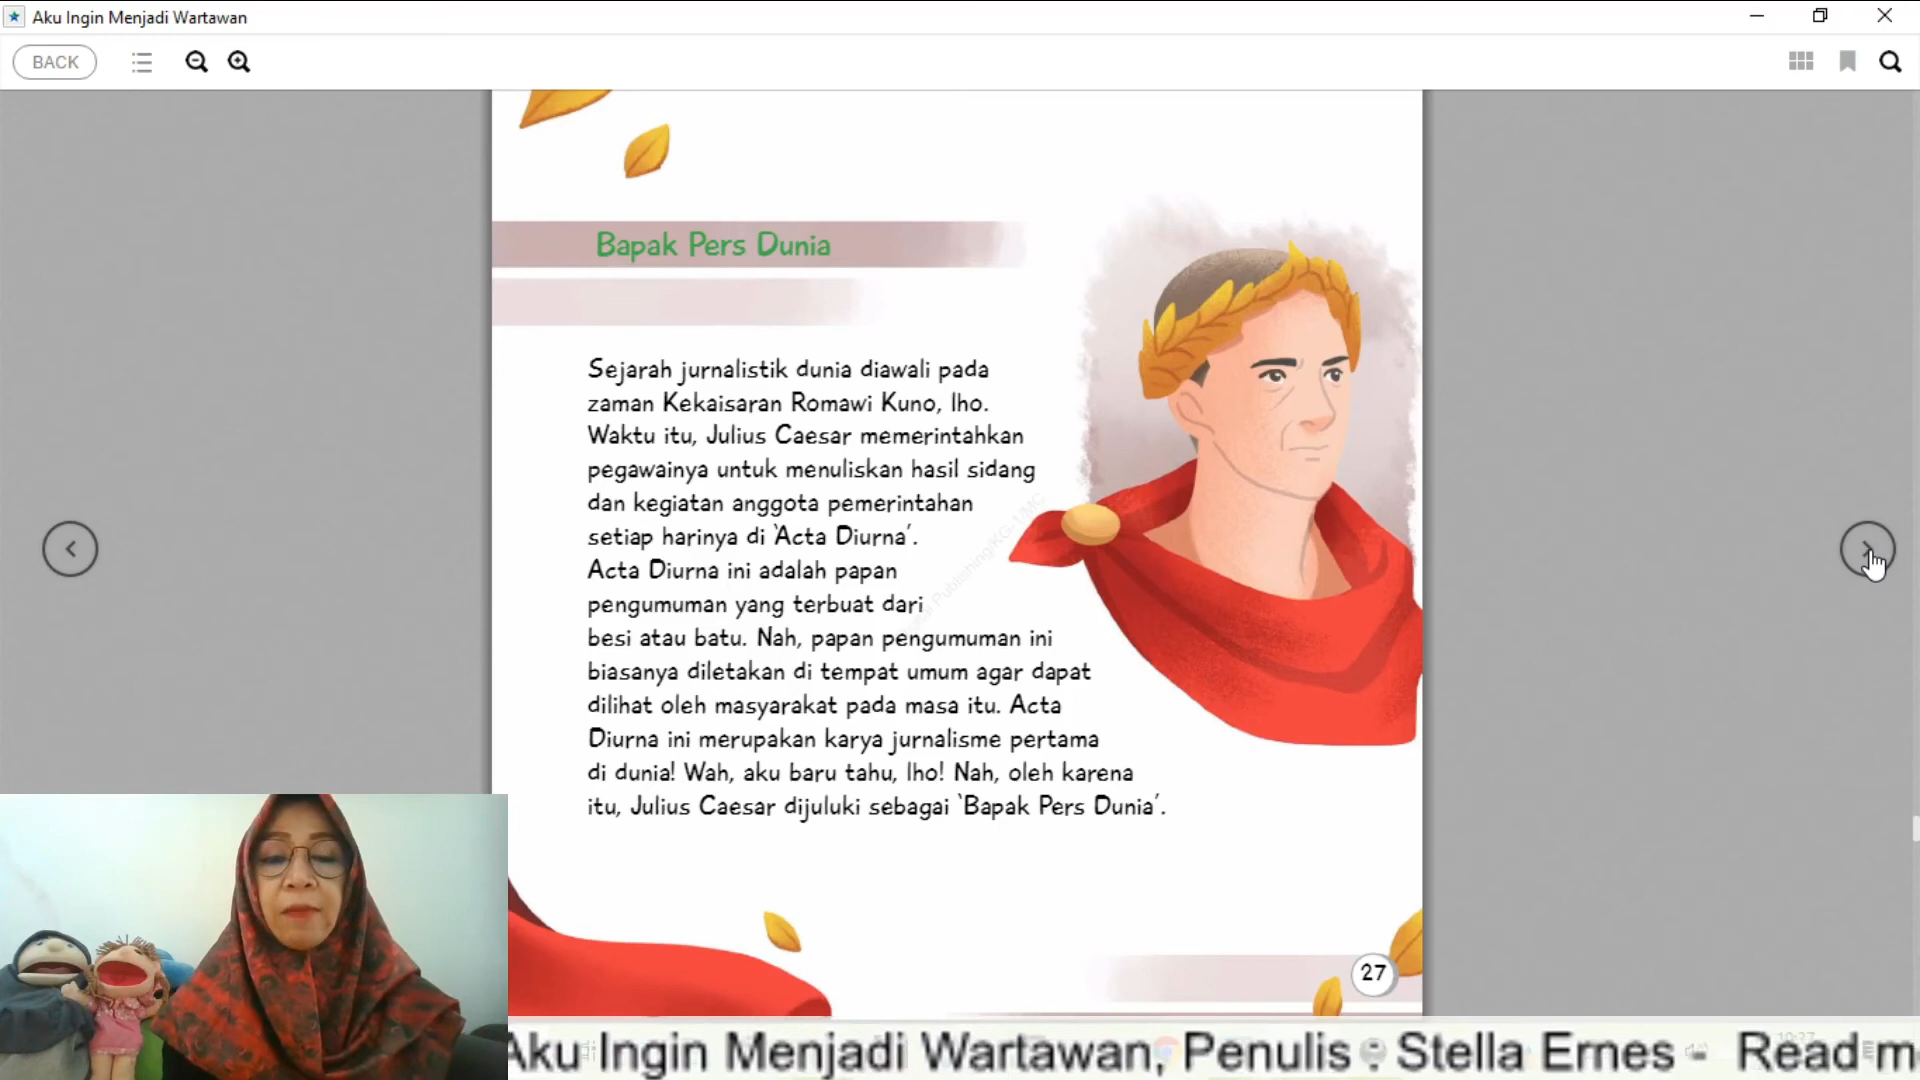 Aku Ingin Menjadi Wartawan
BACK
Bapak Pers Dunia
Sejarah jurnalistik dunia diawali pada
zaman Kekaisaran Romawi Kuno, lho.
Waktu itu, Julius Caesar memerintahkan
pegawainya untuk menuliskan hasil sidang
dan kegiatan anggota pemerintahan
setiap harinya di ‘Acta Diurna’.
Acta Diurna ini adalah papan
pengumuman yang terbuat dari
besi atau batu. Nah, papan pengumuman ini
biasanya diletakan di tempat umum agar dapat
dilihat oleh masyarakat pada masa itu. Acta
Diurna ini merupakan karya jurnalisme pertama
di dunia! Wah, aku baru tahu, lho! Nah, oleh karena
itu, Julius Caesar dijuluki sebagai ‘Bapak Pers Dunia’.
Publishing/KG-1/MC
27
Aku Ingin Menjadi Wartawan, Penulis : Stella Ernes Read m